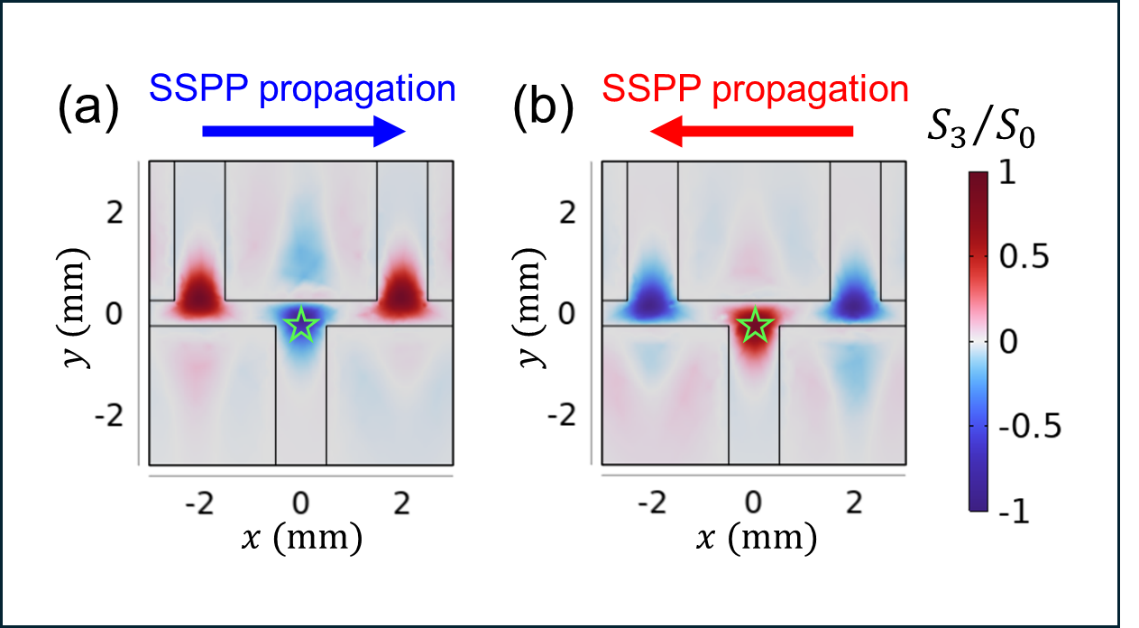 (a) SSPP propagation
(b) SSPP propagation
S₃/S₀
2
0
-2
y (mm)
-2 0 2
x (mm)
2
0
-2
y (mm)
-2 0 2
x (mm)
1
0.5
0
-0.5
-1